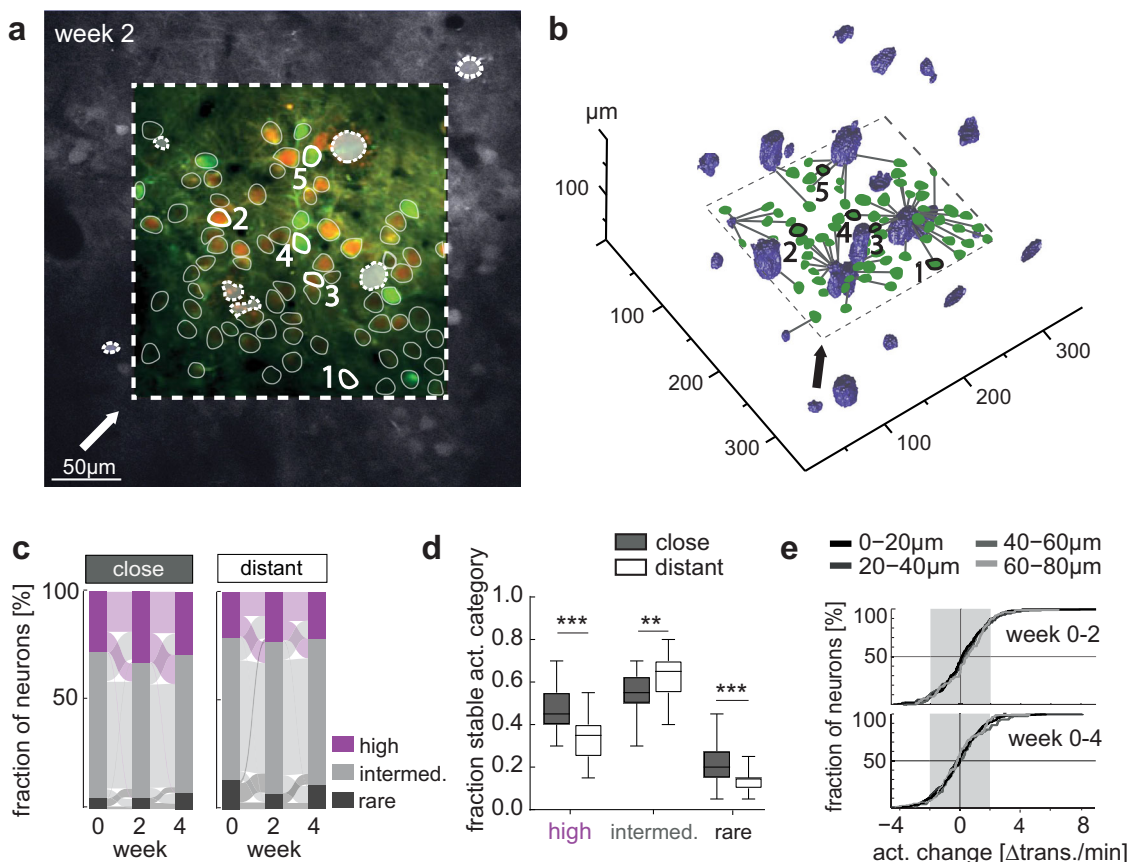 a
week 2
5
2
4
3
1
50µm
b
µm
100
5
4
2
3
1
100
200
300
100
200
300
c
close
distant
fraction of neurons [%]
100
50
0 2 4
week
0 2 4
week
high
intermed.
rare
d
close
distant
fraction stable act. category
1.0
0.8
0.6
0.4
0.2
0.0
***
**
***
high
intermed.
rare
e
0–20µm
40–60µm
20–40µm
60–80µm
fraction of neurons [%]
100
50
week 0-2
100
50
week 0-4
−4 0 4 8
act. change [Δtrans./min]